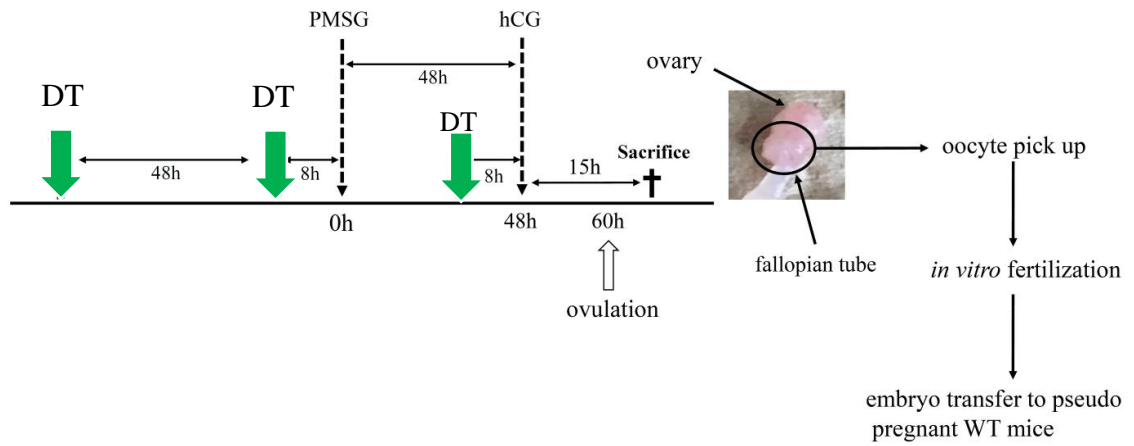 PMSG
hCG
48h
DT
DT
DT
48h
8h
8h
15h
Sacrifice
0h
48h
60h
ovulation
ovary
fallopian tube
oocyte pick up
in vitro fertilization
embryo transfer to pseudo
pregnant WT mice